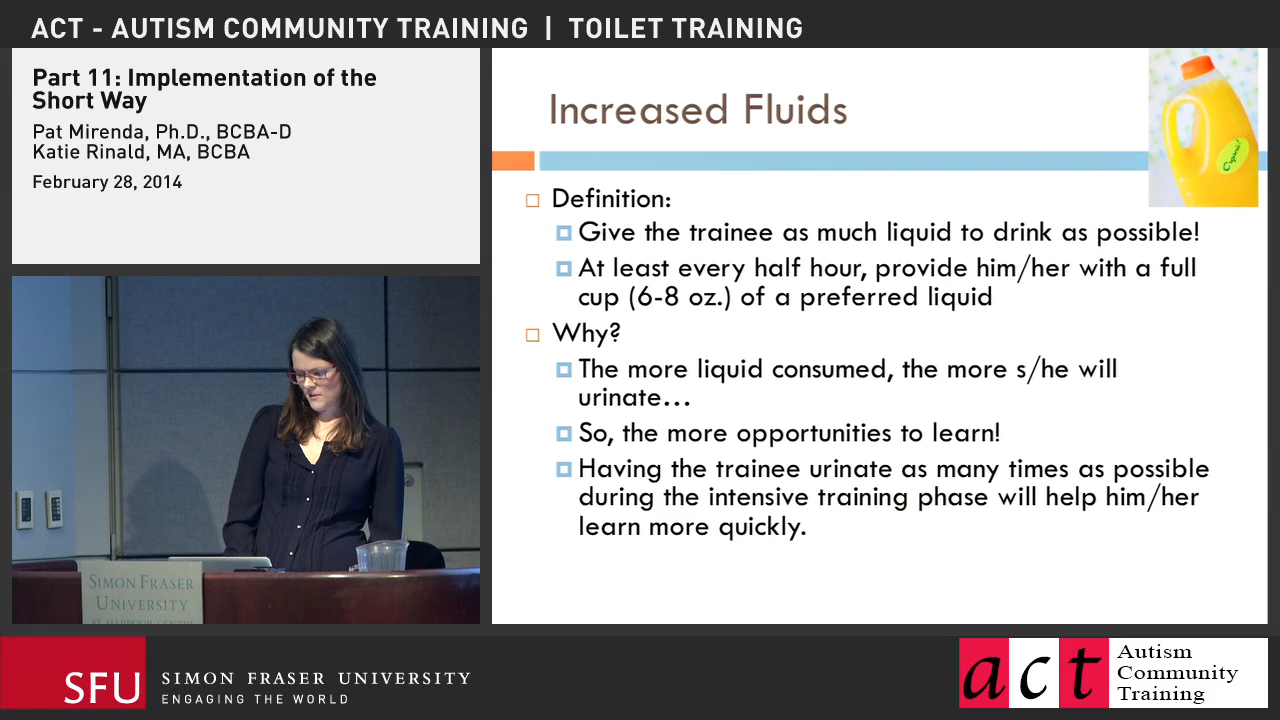 ACT - AUTISM COMMUNITY TRAINING | TOILET TRAINING
Part 11: Implementation of the
Short Way
Pat Mirenda, Ph.D., BCBA-D
Katie Rinald, MA, BCBA
February 28, 2014
Increased Fluids
Organic!
Definition:
Give the trainee as much liquid to drink as possible!
At least every half hour, provide him/her with a full
cup (6-8 oz.) of a preferred liquid
Why?
The more liquid consumed, the more s/he will
urinate...
So, the more opportunities to learn!
Having the trainee urinate as many times as possible
during the intensive training phase will help him/her
learn more quickly.
SIMON FRASER
UNIVERSITY
AT HARBOUR CENTRE
SFU
SIMON FRASER UNIVERSITY
ENGAGING THE WORLD
act
Autism
Community
Training